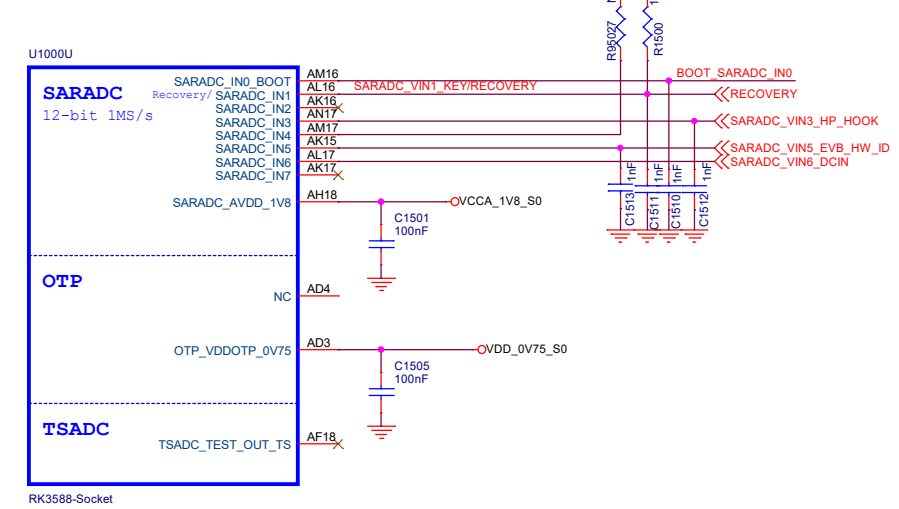 R95027
R1500
U1000U
SARADC
12-bit 1MS/s
SARADC_IN0_BOOT
AM16
BOOT_SARADC_IN0
Recovery/
SARADC_IN1
AL16
SARADC_VIN1_KEY/RECOVERY
RECOVERY
SARADC_IN2
AK16
SARADC_IN3
AN17
SARADC_VIN3_HP_HOOK
SARADC_IN4
AM17
SARADC_IN5
AK15
SARADC_VIN5_EVB_HW_ID
SARADC_IN6
AL17
SARADC_VIN6_DCIN
SARADC_IN7
AK17
C1513
1nF
C1511
1nF
C1510
1nF
C1512
1nF
SARADC_AVDD_1V8
AH18
VCCA_1V8_S0
C1501
100nF
OTP
NC
AD4
OTP_VDDOTP_0V75
AD3
VDD_0V75_S0
C1505
100nF
TSADC
TSADC_TEST_OUT_TS
AF18
RK3588-Socket